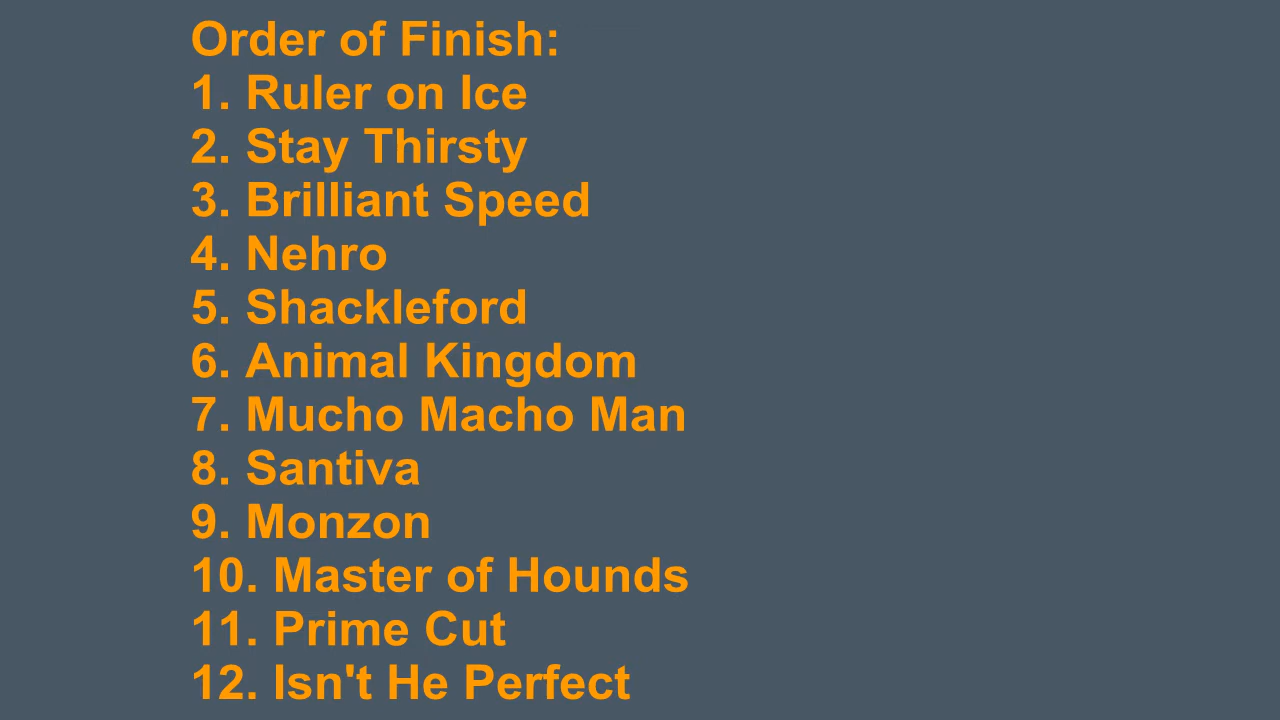 Order of Finish:
1. Ruler on Ice
2. Stay Thirsty
3. Brilliant Speed
4. Nehro
5. Shackleford
6. Animal Kingdom
7. Mucho Macho Man
8. Santiva
9. Monzon
10. Master of Hounds
11. Prime Cut
12. Isn't He Perfect